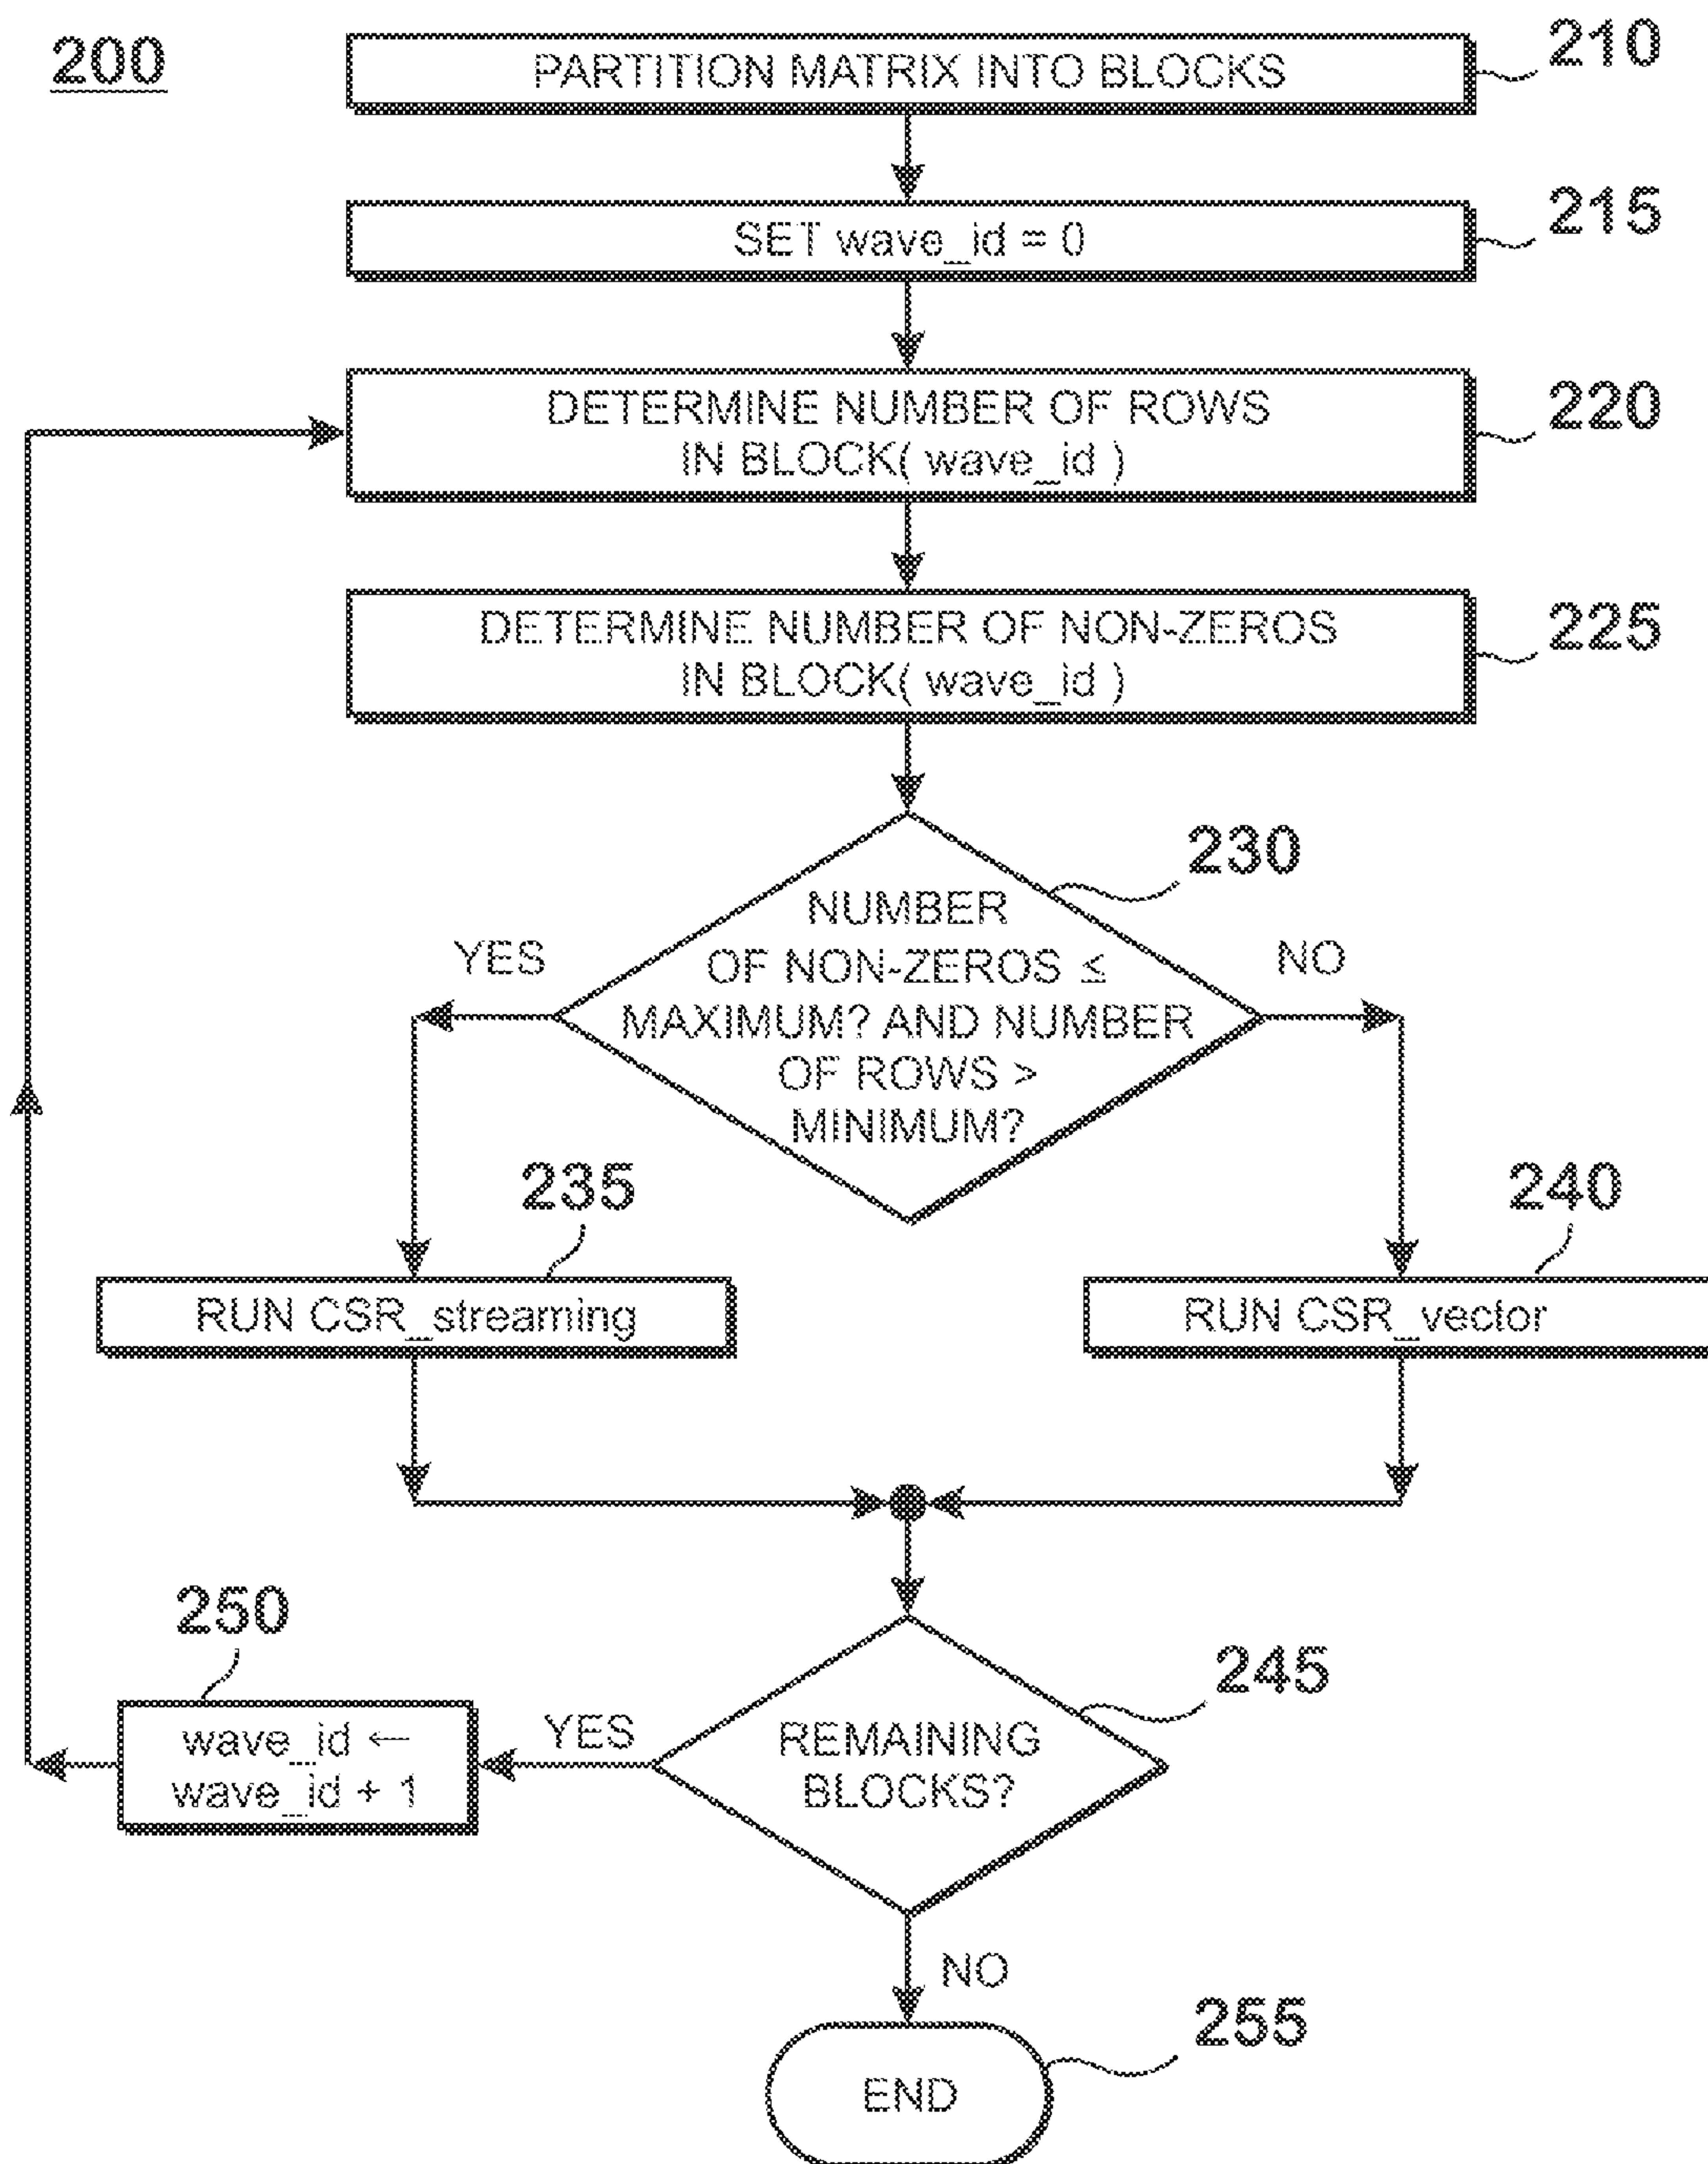 200
PARTITION MATRIX INTO BLOCKS
210
SET wave_id = 0
215
DETERMINE NUMBER OF ROWS
IN BLOCK( wave_id )
220
DETERMINE NUMBER OF NON-ZEROS
IN BLOCK( wave_id )
225
230
NUMBER
OF NON-ZEROS ≤
MAXIMUM? AND NUMBER
OF ROWS >
MINIMUM?
YES
NO
235
RUN CSR_streaming
240
RUN CSR_vector
245
REMAINING
BLOCKS?
YES
250
wave_id ←
wave_id + 1
NO
255
END